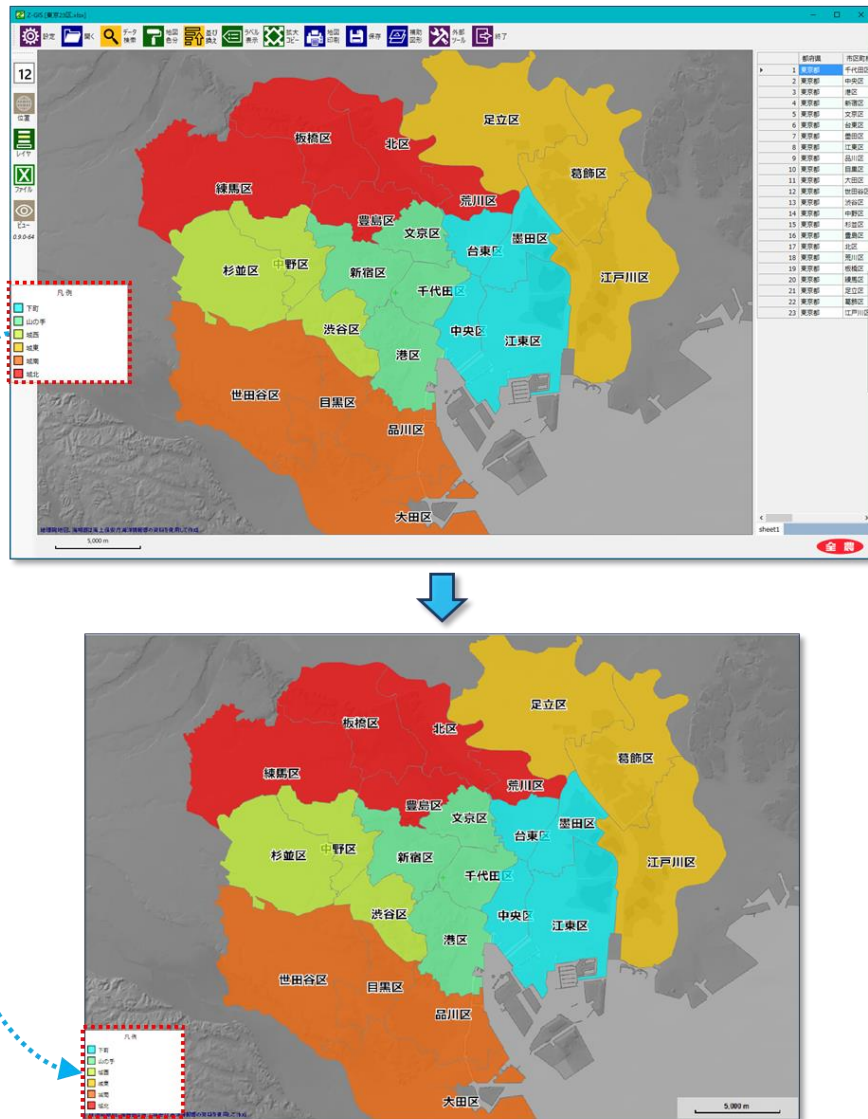 Z-GIS [東京23区.xlsx]
設定
開く
データ検索
地図色分
並び換え
ラベル表示
拡大コピー
地図印刷
保存
補助図形
外部ツール
終了
12
位置
レイヤ
ファイル
ビュー
0.9.0-64
凡例
下町
山の手
城西
城東
城南
城北
足立区
板橋区
北区
葛飾区
練馬区
荒川区
豊島区
文京区
墨田区
台東区
杉並区
中野区
新宿区
千代田区
江戸川区
渋谷区
中央区
江東区
港区
世田谷区
目黒区
品川区
大田区
5,000 m
都府県 市区町村
1 東京都 千代田区
2 東京都 中央区
3 東京都 港区
4 東京都 新宿区
5 東京都 文京区
6 東京都 台東区
7 東京都 墨田区
8 東京都 江東区
9 東京都 品川区
10 東京都 目黒区
11 東京都 大田区
12 東京都 世田谷区
13 東京都 渋谷区
14 東京都 中野区
15 東京都 杉並区
16 東京都 豊島区
17 東京都 北区
18 東京都 荒川区
19 東京都 板橋区
20 東京都 練馬区
21 東京都 足立区
22 東京都 葛飾区
23 東京都 江戸川区
sheet1
全農
足立区
板橋区
北区
葛飾区
練馬区
荒川区
豊島区
文京区
墨田区
台東区
杉並区
中野区
新宿区
千代田区
江戸川区
渋谷区
中央区
江東区
港区
世田谷区
目黒区
品川区
大田区
凡例
下町
山の手
城西
城東
城南
城北
5,000 m